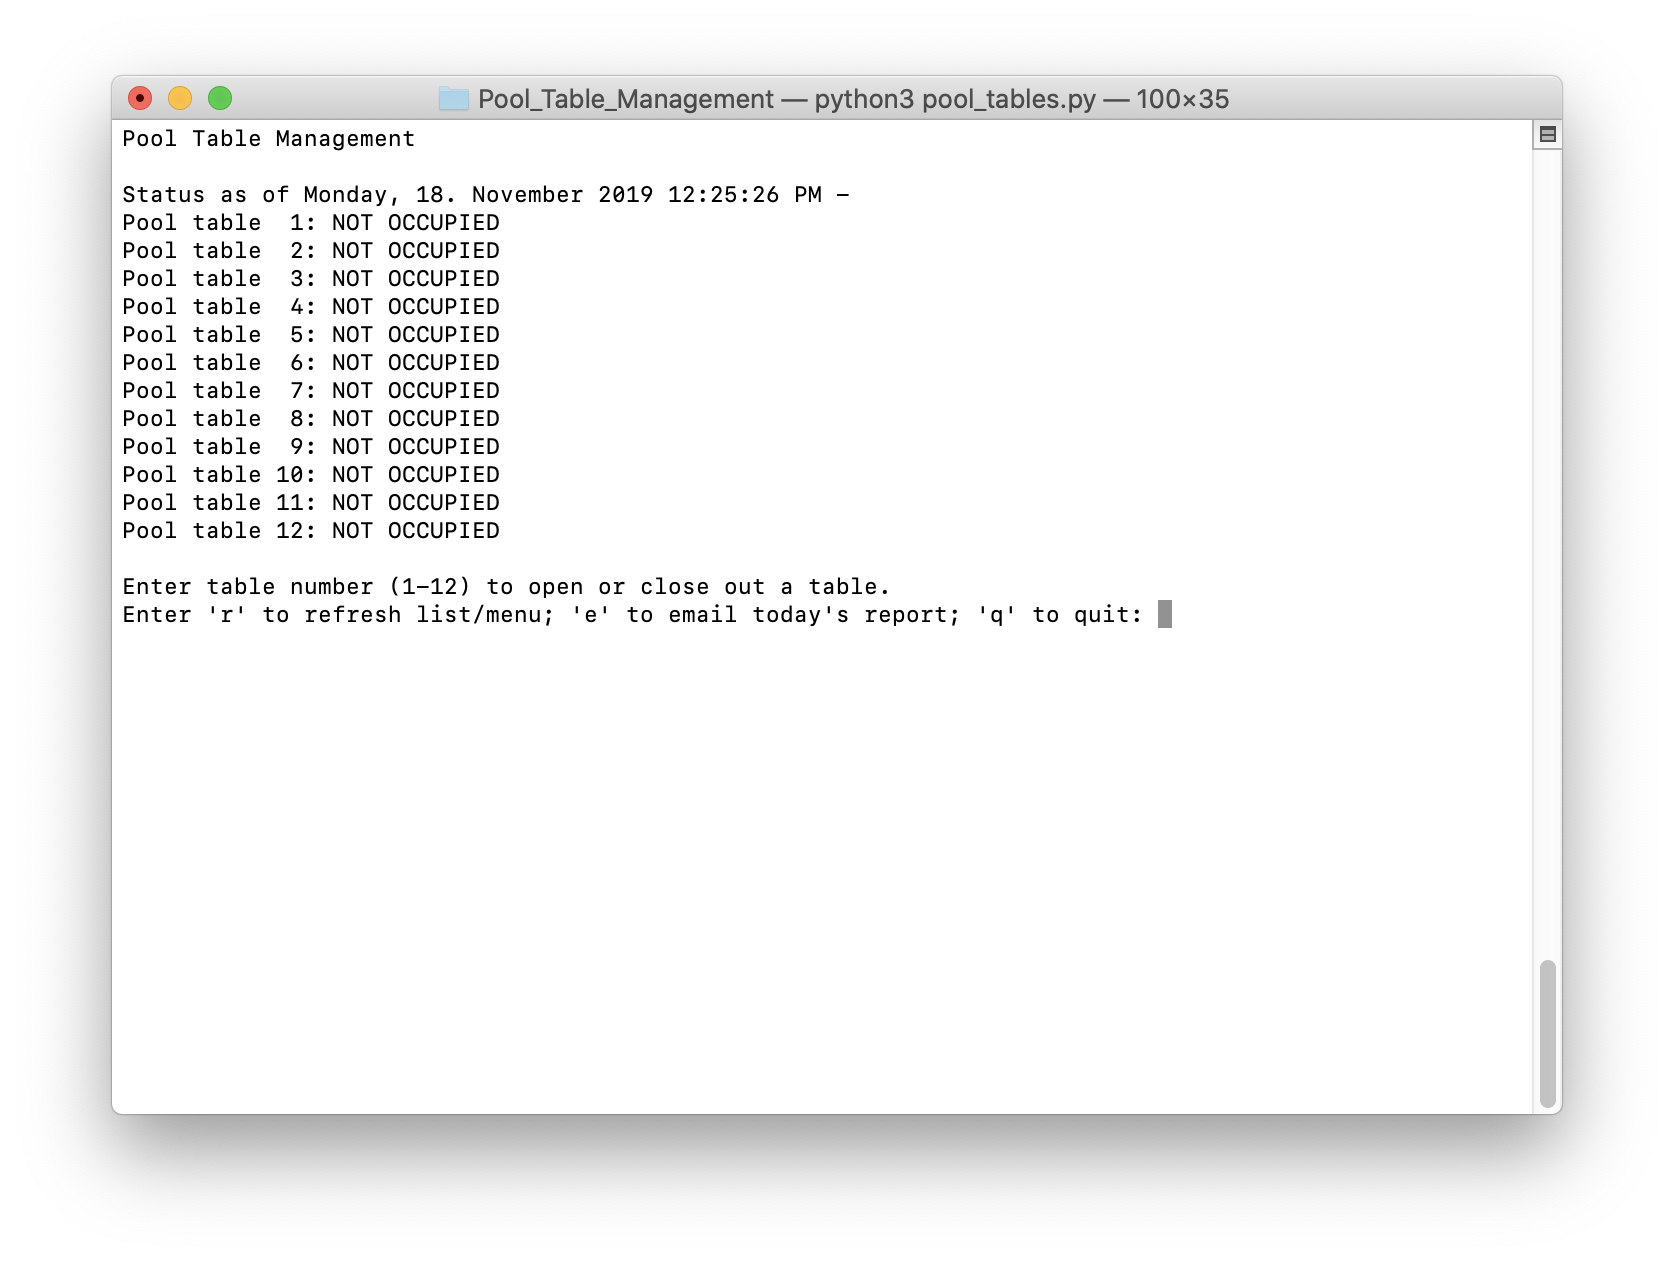 Pool_Table_Management — python3 pool_tables.py — 100×35
Pool Table Management
Status as of Monday, 18. November 2019 12:25:26 PM -
Pool table  1: NOT OCCUPIED
Pool table  2: NOT OCCUPIED
Pool table  3: NOT OCCUPIED
Pool table  4: NOT OCCUPIED
Pool table  5: NOT OCCUPIED
Pool table  6: NOT OCCUPIED
Pool table  7: NOT OCCUPIED
Pool table  8: NOT OCCUPIED
Pool table  9: NOT OCCUPIED
Pool table 10: NOT OCCUPIED
Pool table 11: NOT OCCUPIED
Pool table 12: NOT OCCUPIED
Enter table number (1-12) to open or close out a table.
Enter 'r' to refresh list/menu; 'e' to email today's report; 'q' to quit: